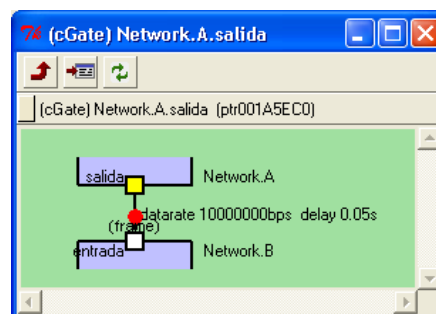 (cGate) Network.A.salida
(cGate) Network.A.salida (ptr001A5EC0)
salida Network.A
datarate 10000000bps delay 0.05s
(frame)
entrada Network.B